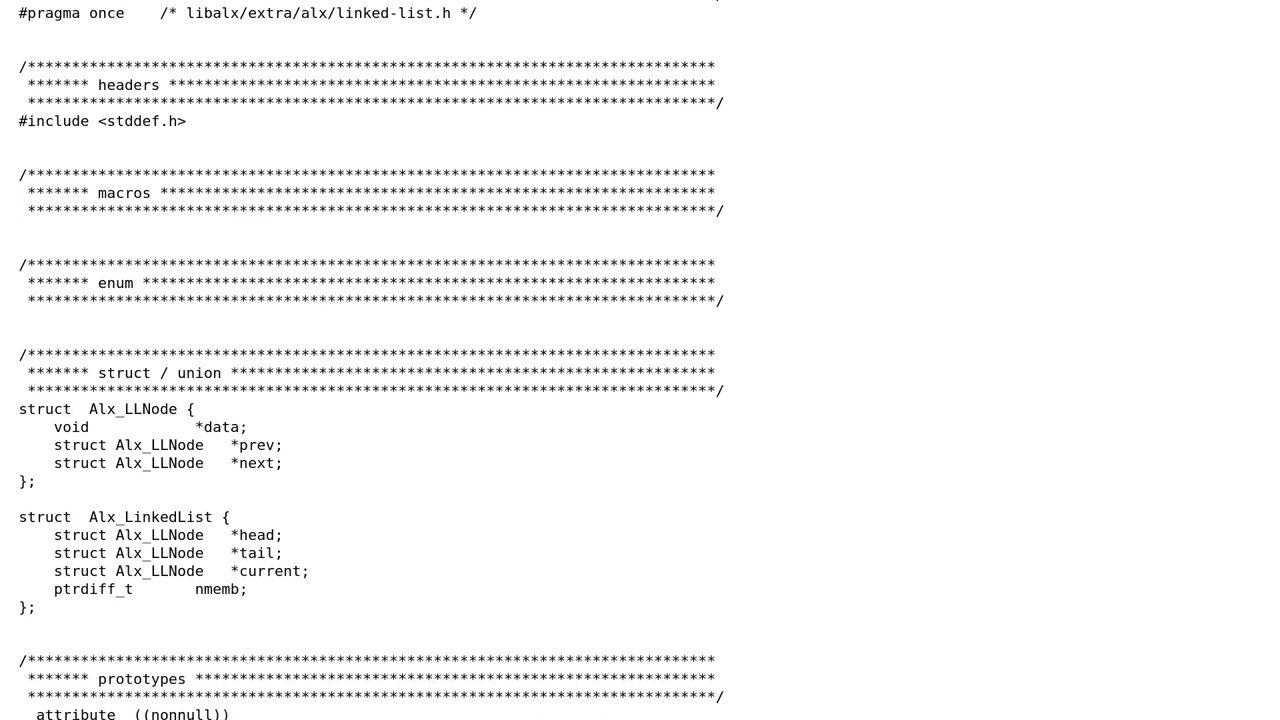 #pragma once    /* libalx/extra/alx/linked-list.h */
/******************************************************************************
 ******* headers **************************************************************
 ******************************************************************************/
#include <stddef.h>
/******************************************************************************
 ******* macros ***************************************************************
 ******************************************************************************/
/******************************************************************************
 ******* enum *****************************************************************
 ******************************************************************************/
/******************************************************************************
 ******* struct / union *******************************************************
 ******************************************************************************/
struct  Alx_LLNode {
    void            *data;
    struct Alx_LLNode   *prev;
    struct Alx_LLNode   *next;
};
struct  Alx_LinkedList {
    struct Alx_LLNode   *head;
    struct Alx_LLNode   *tail;
    struct Alx_LLNode   *current;
    ptrdiff_t       nmemb;
};
/******************************************************************************
 ******* prototypes ***********************************************************
 ******************************************************************************/
__attribute__((nonnull))